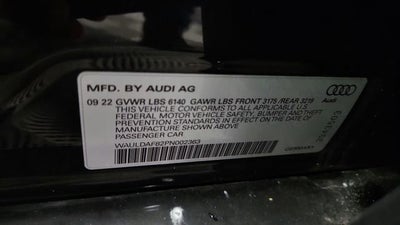 MFD. BY AUDI AG
09 22 GVWR LBS 6140 GAWR LBS FRONT 3175 /REAR 3219
THIS VEHICLE CONFORMS TO ALL APPLICABLE U.S
FEDERAL MOTOR VEHICLE SAFETY, BUMPER AND THEFT
PREVENTION STANDARDS IN EFFECT ON
THE DATE OF MANUFACTURE SHOWN ABOVE
PASSENGER CAR
WAULDAF82PN002363
Audi